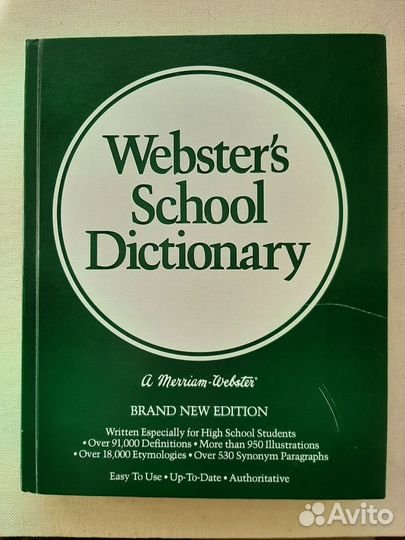 Webster's
School
Dictionary
A Merriam-Webster®
BRAND NEW EDITION
Written Especially for High School Students
• Over 91,000 Definitions • More than 950 Illustrations
• Over 18,000 Etymologies • Over 530 Synonym Paragraphs
Easy To Use • Up-To-Date • Authoritative
Avito